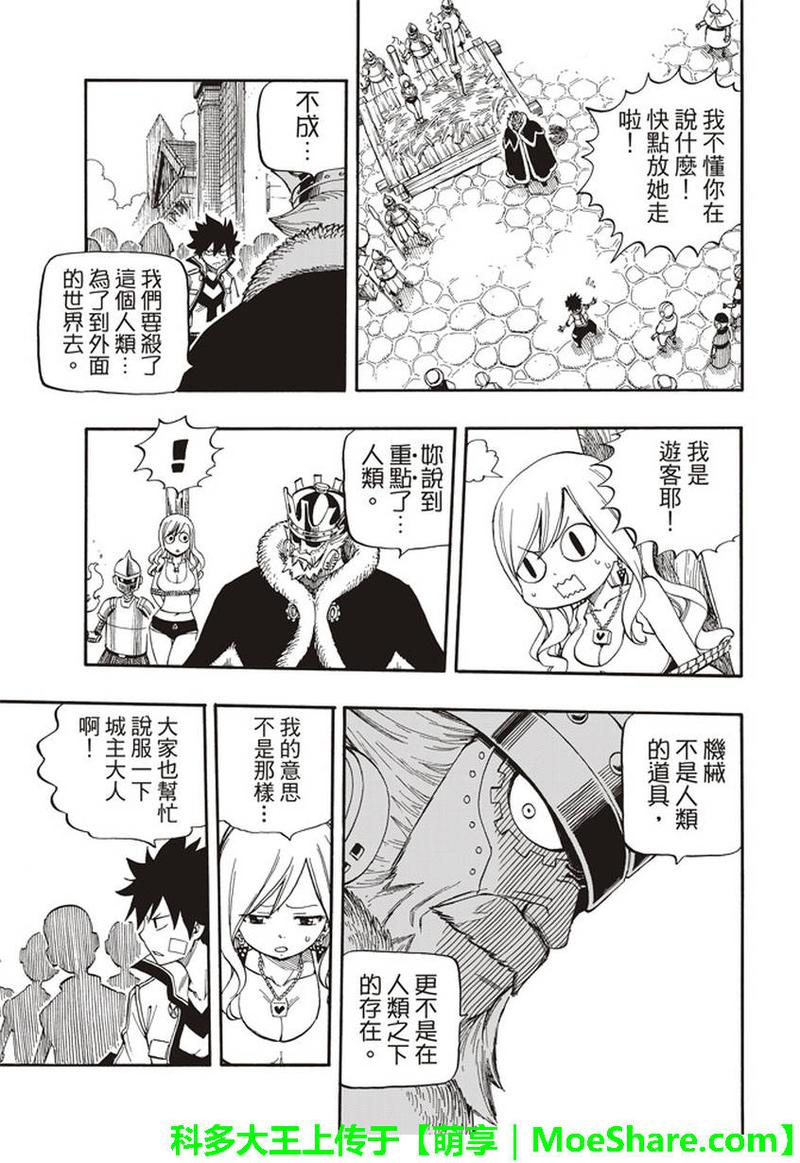 我不懂你在
說什麼！
快點放她走
啦！
不成…
我們要殺了
這個人類…
為了到外面
的世界去。
我是
遊客耶！
妳說到
重點了…
人類。
！
機械
不是人類
的道具，
更不是在
人類之下
的存在。
我的意思
不是那樣…
大家也幫忙
說服一下
城主大人
啊！
科多大王上传于【萌享｜MoeShare.com】